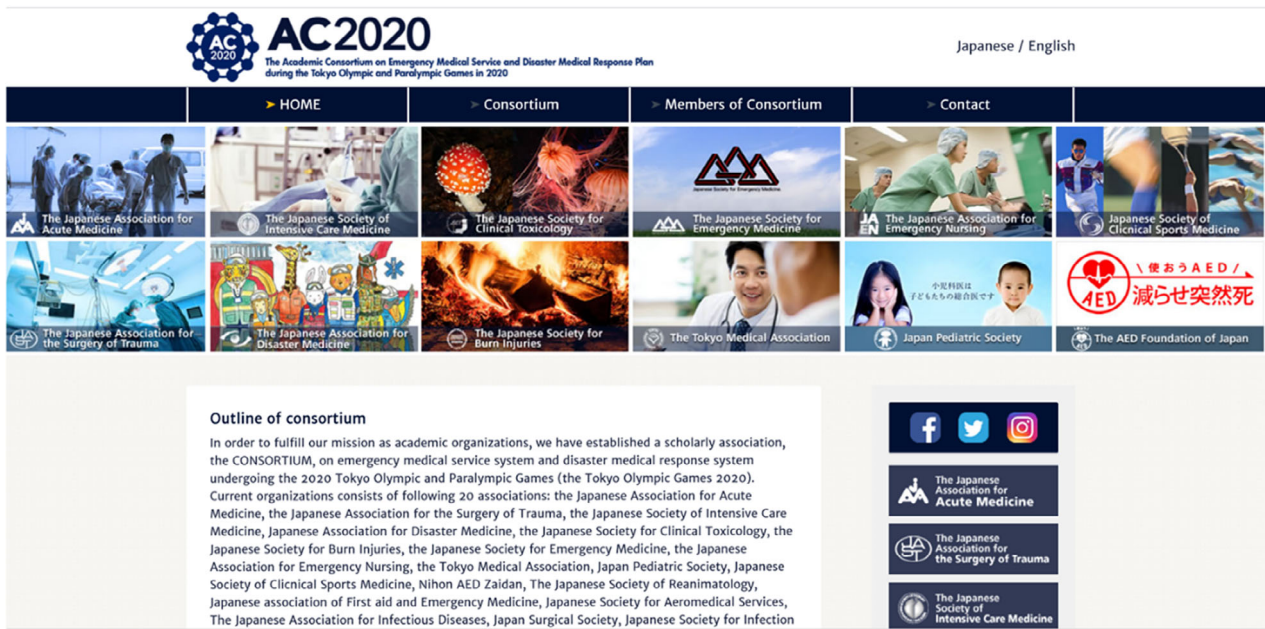 AC
2020
AC2020
The Academic Consortium on Emergency Medical Service and Disaster Medical Response Plan
during the Tokyo Olympic and Paralympic Games in 2020
Japanese / English
HOME
Consortium
Members of Consortium
Contact
The Japanese Association for
Acute Medicine
The Japanese Society of
Intensive Care Medicine
The Japanese Society for
Clinical Toxicology
Japanese Society for Emergency Medicine
The Japanese Society for
Emergency Medicine
JA
EN
The Japanese Association for
Emergency Nursing
Japanese Society of
Clicnical Sports Medicine
The Japanese Association for
the Surgery of Trauma
The Japanese Association for
Disaster Medicine
The Japanese Society for
Burn Injuries
The Tokyo Medical Association
小児科医は
子どもたちの総合医です
Japan Pediatric Society
AED
\ 使おうAED /
減らせ突然死
The AED Foundation of Japan
Outline of consortium
In order to fulfill our mission as academic organizations, we have established a scholarly association,
the CONSORTIUM, on emergency medical service system and disaster medical response system
undergoing the 2020 Tokyo Olympic and Paralympic Games (the Tokyo Olympic Games 2020).
Current organizations consists of following 20 associations: the Japanese Association for Acute
Medicine, the Japanese Association for the Surgery of Trauma, the Japanese Society of Intensive Care
Medicine, Japanese Association for Disaster Medicine, the Japanese Society for Clinical Toxicology, the
Japanese Society for Burn Injuries, the Japanese Society for Emergency Medicine, the Japanese
Association for Emergency Nursing, the Tokyo Medical Association, Japan Pediatric Society, Japanese
Society of Clicnical Sports Medicine, Nihon AED Zaidan, The Japanese Society of Reanimatology,
Japanese association of First aid and Emergency Medicine, Japanese Society for Aeromedical Services,
The Japanese Association for Infectious Diseases, Japan Surgical Society, Japanese Society for Infection
The Japanese
Association for
Acute Medicine
The Japanese
Association for
the Surgery of Trauma
The Japanese
Society of
Intensive Care Medicine